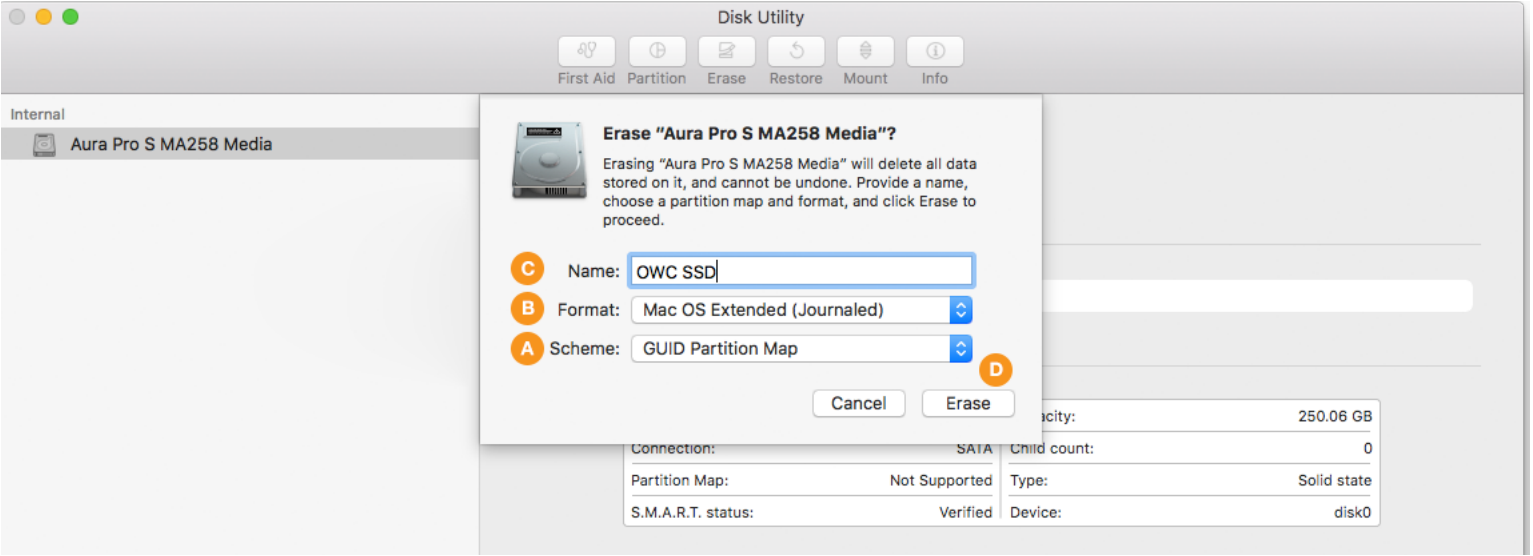 Disk Utility
First Aid Partition Erase Restore Mount Info
Internal
Aura Pro S MA258 Media
Erase “Aura Pro S MA258 Media”?
Erasing “Aura Pro S MA258 Media” will delete all data
stored on it, and cannot be undone. Provide a name,
choose a partition map and format, and click Erase to
proceed.
C Name: OWC SSD
B Format: Mac OS Extended (Journaled)
A Scheme: GUID Partition Map
D
Cancel Erase
acity: 250.06 GB
Connection: SATA Child count: 0
Partition Map: Not Supported Type: Solid state
S.M.A.R.T. status: Verified Device: disk0